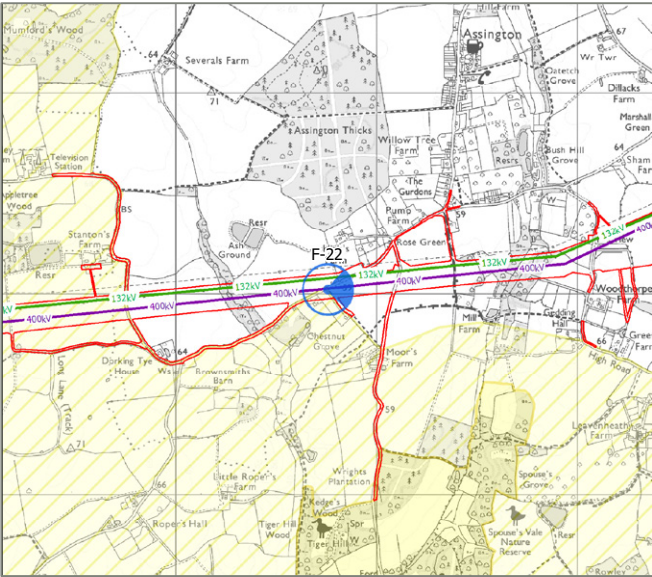 Mumford's Wood
64
Severals Farm
71
Hill Farm
Assington
67
Wr Twr
Oatetch
Grove
Dillacks
Farm
Marshall
Green
Assington Thicks
Willow Tree
Farm
Resrs
Bush Hill
Grove
64
Television
Station
Appletree
Wood
The
Gurdons
Pump
Farm
59
W
85
Stanton's
Farm
Resr
Resr
Ash
Ground
Rose Green
F-22
132kV
132kV
132kV
132kV
132kV
400kV
400kV
400kV
400kV
400kV
Woodthorpe
Farm
Mill
Farm
Hall
66
High Road
Chestnut
Grove
Moor's
Farm
64
Dorking Tye
House
Brownsmiths
Barn
Long Lane
(Track)
71
59
Leavenheath
Farm
66
Little Roper's
Farm
Wrights
Plantation
Spouse's
Grove
Roper's Hall
Tiger Hill
Wood
Kedge's
Wood
Tiger Hill
Spouse's Vale
Nature
Reserve
Resr
Rowley